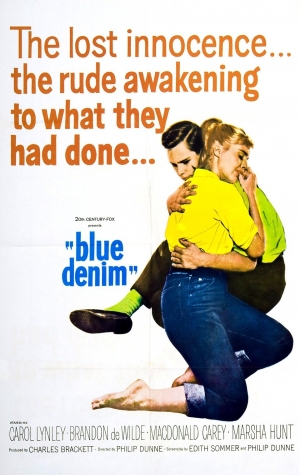 The lost innocence...
the rude awakening
to what they
had done...
20th CENTURY-FOX
presents
"blue
denim"
STARRING
CAROL LYNLEY · BRANDON de WILDE · MACDONALD CAREY · MARSHA HUNT
Produced by CHARLES BRACKETT · Directed by PHILIP DUNNE · Screenplay by EDITH SOMMER and PHILIP DUNNE